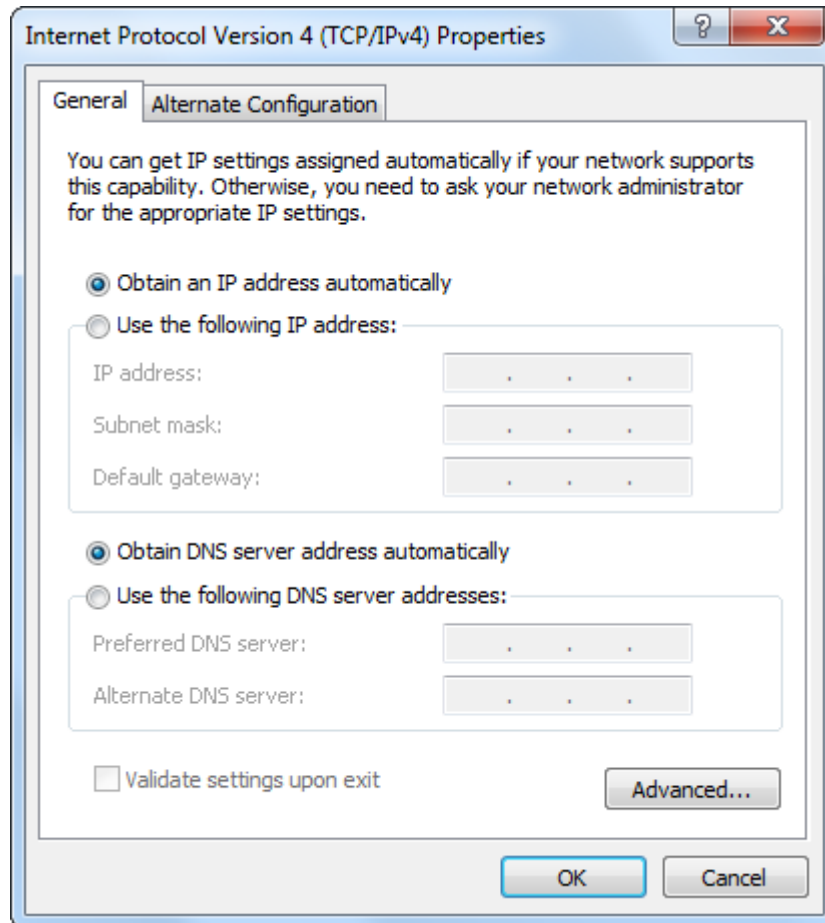 Internet Protocol Version 4 (TCP/IPv4) Properties
General
Alternate Configuration
You can get IP settings assigned automatically if your network supports
this capability. Otherwise, you need to ask your network administrator
for the appropriate IP settings.
Obtain an IP address automatically
Use the following IP address:
IP address: . . .
Subnet mask: . . .
Default gateway: . . .
Obtain DNS server address automatically
Use the following DNS server addresses:
Preferred DNS server: . . .
Alternate DNS server: . . .
Validate settings upon exit
Advanced...
OK
Cancel